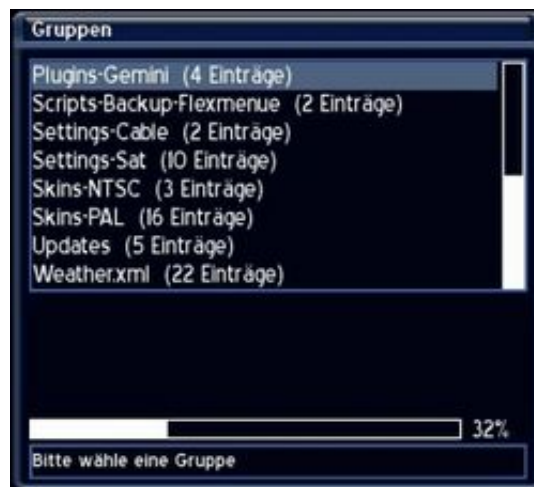 Gruppen
Plugins-Gemini (4 Einträge)
Scripts-Backup-Flexmenue (2 Einträge)
Settings-Cable (2 Einträge)
Settings-Sat (10 Einträge)
Skins-NTSC (3 Einträge)
Skins-PAL (16 Einträge)
Updates (5 Einträge)
Weather.xml (22 Einträge)
32%
Bitte wähle eine Gruppe